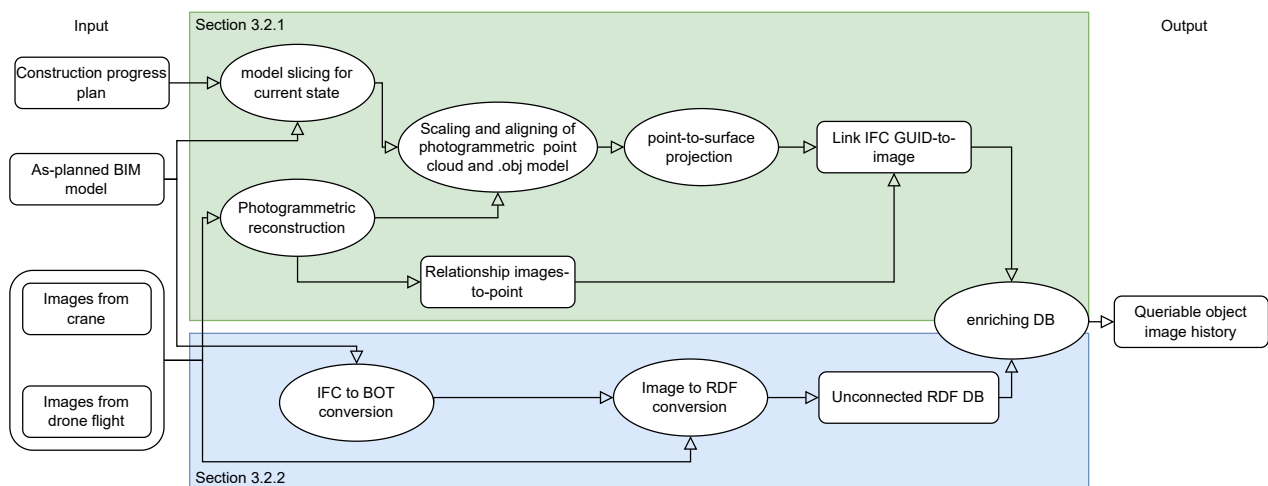 Input
Section 3.2.1
Output
Construction progress
plan
model slicing for
current state
Scaling and aligning of
photogrammetric point
cloud and .obj model
point-to-surface
projection
Link IFC GUID-to-
image
As-planned BIM
model
Photogrammetric
reconstruction
Relationship images-
to-point
Images from
crane
enriching DB
Queriable object
image history
Images from
drone flight
IFC to BOT
conversion
Image to RDF
conversion
Unconnected RDF DB
Section 3.2.2